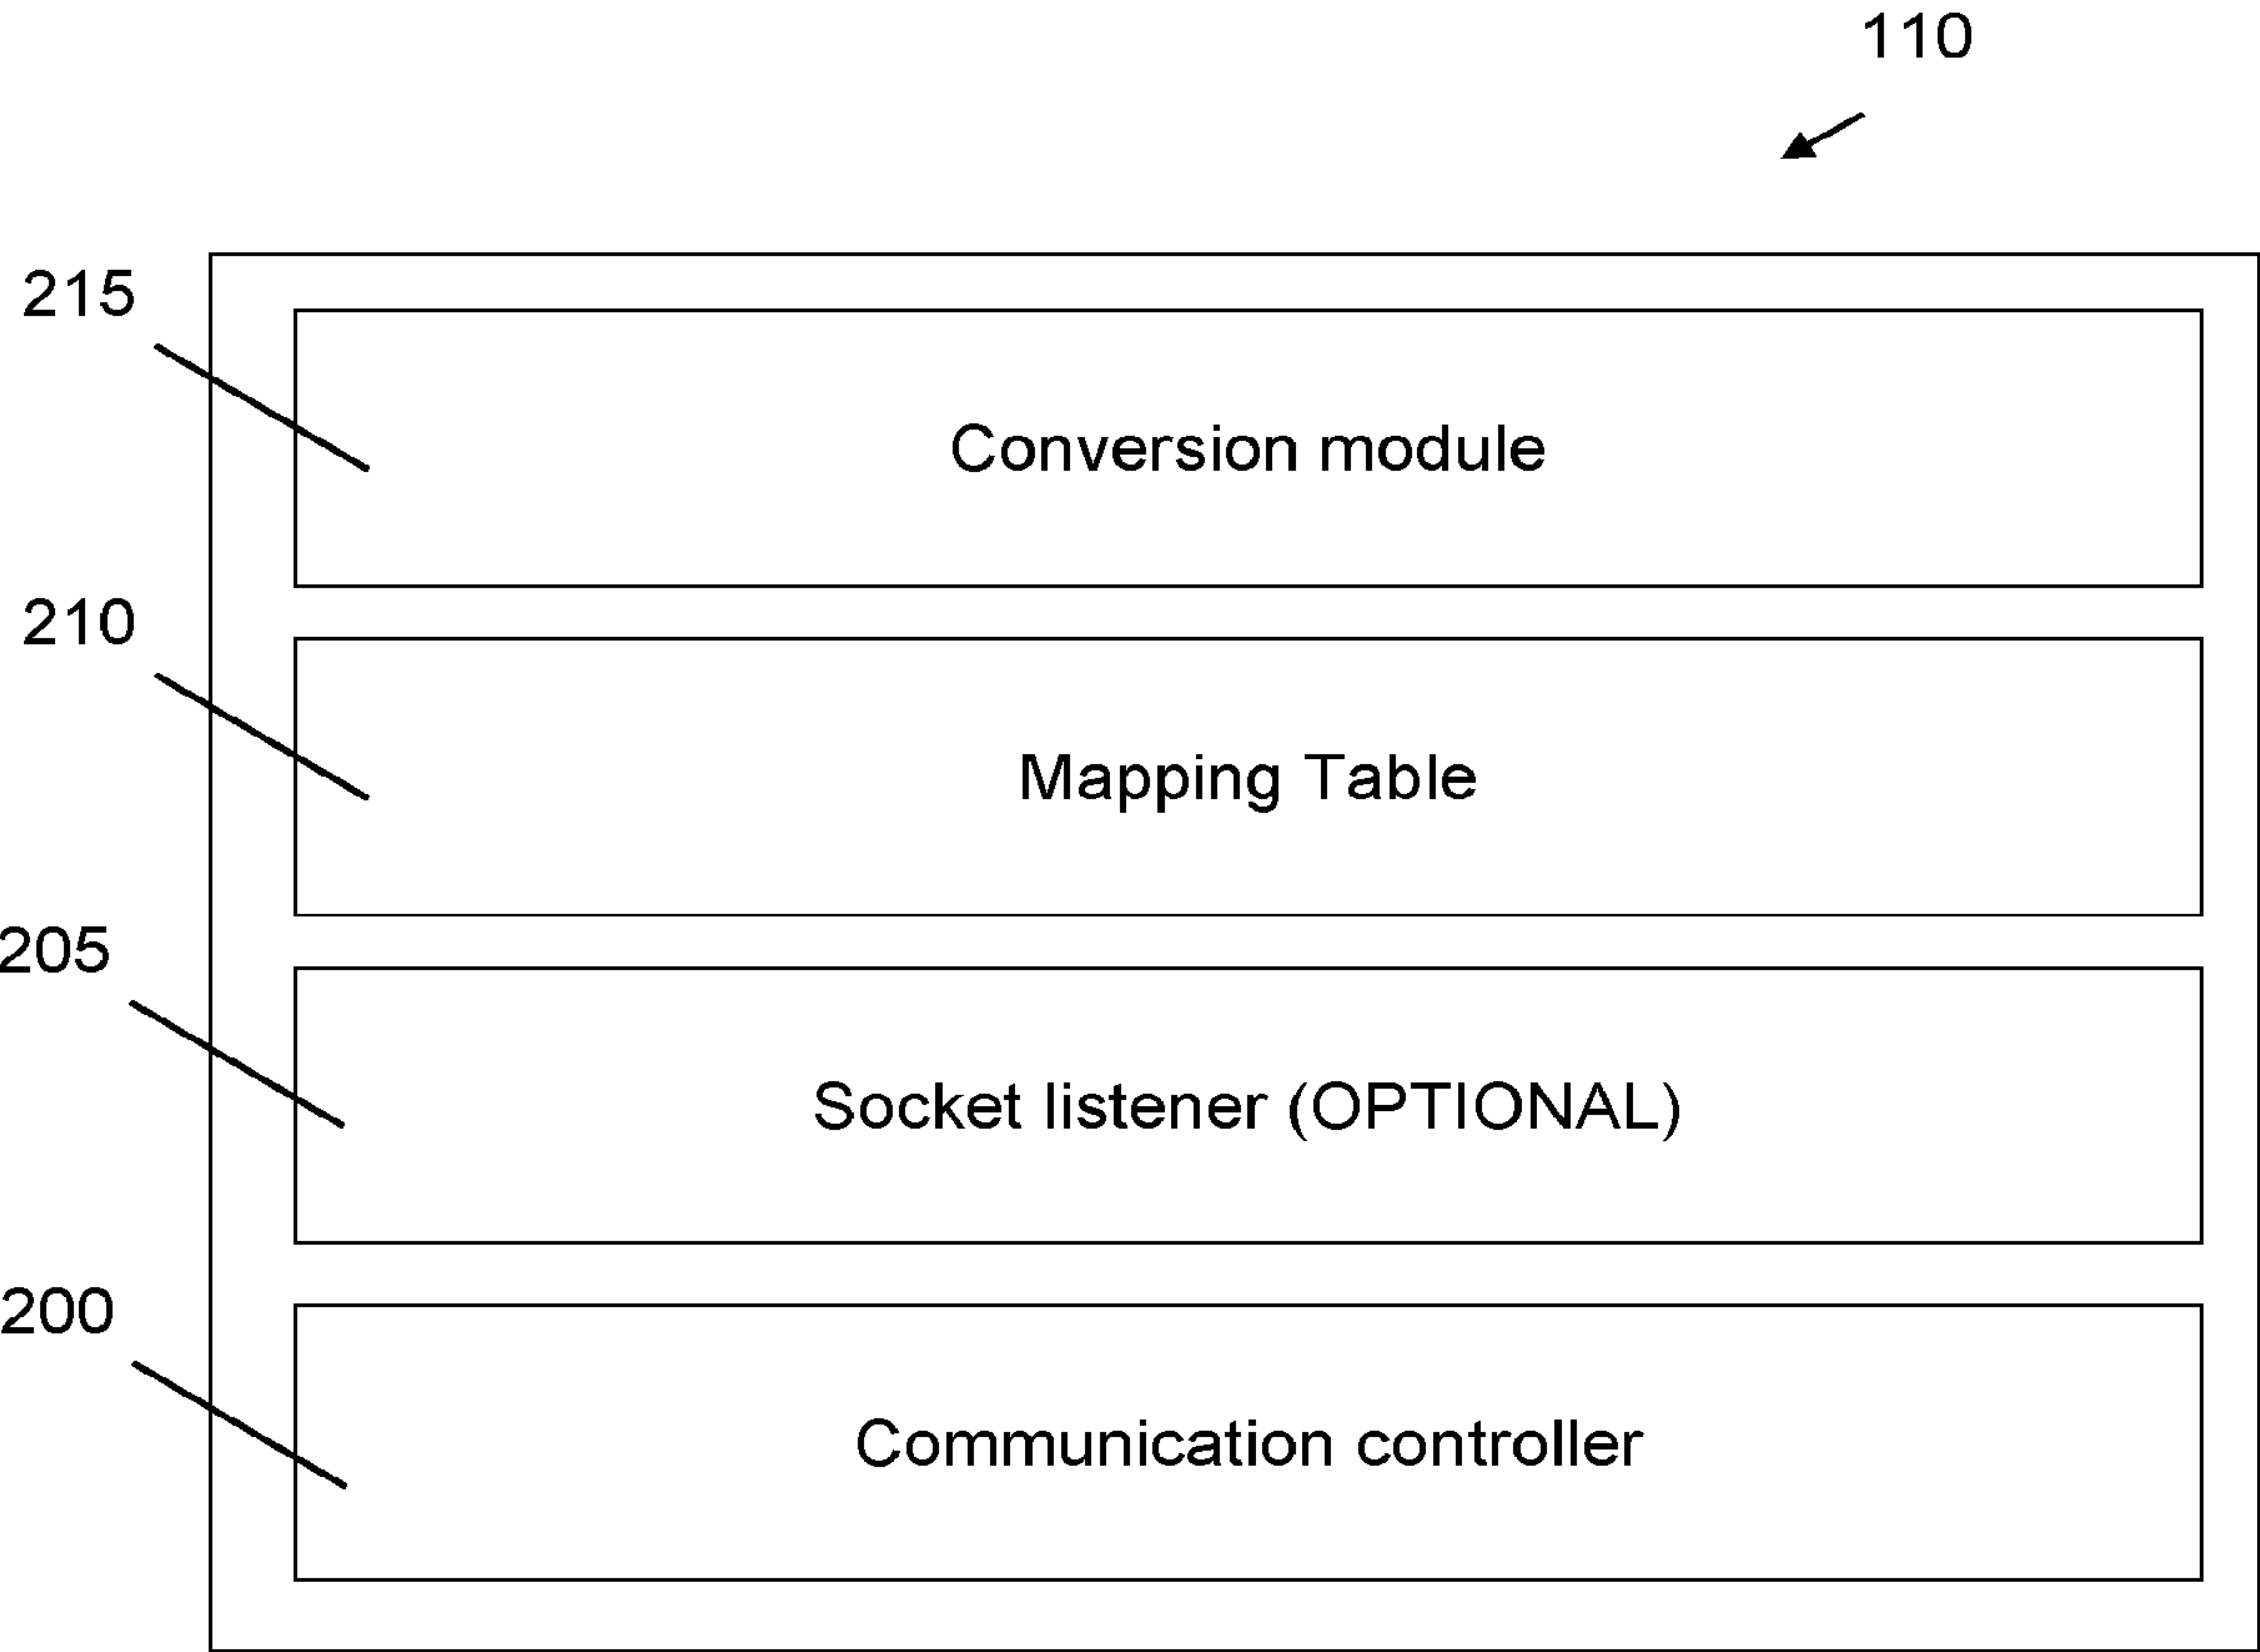 110
215
Conversion module
210
Mapping Table
205
Socket listener (OPTIONAL)
200
Communication controller